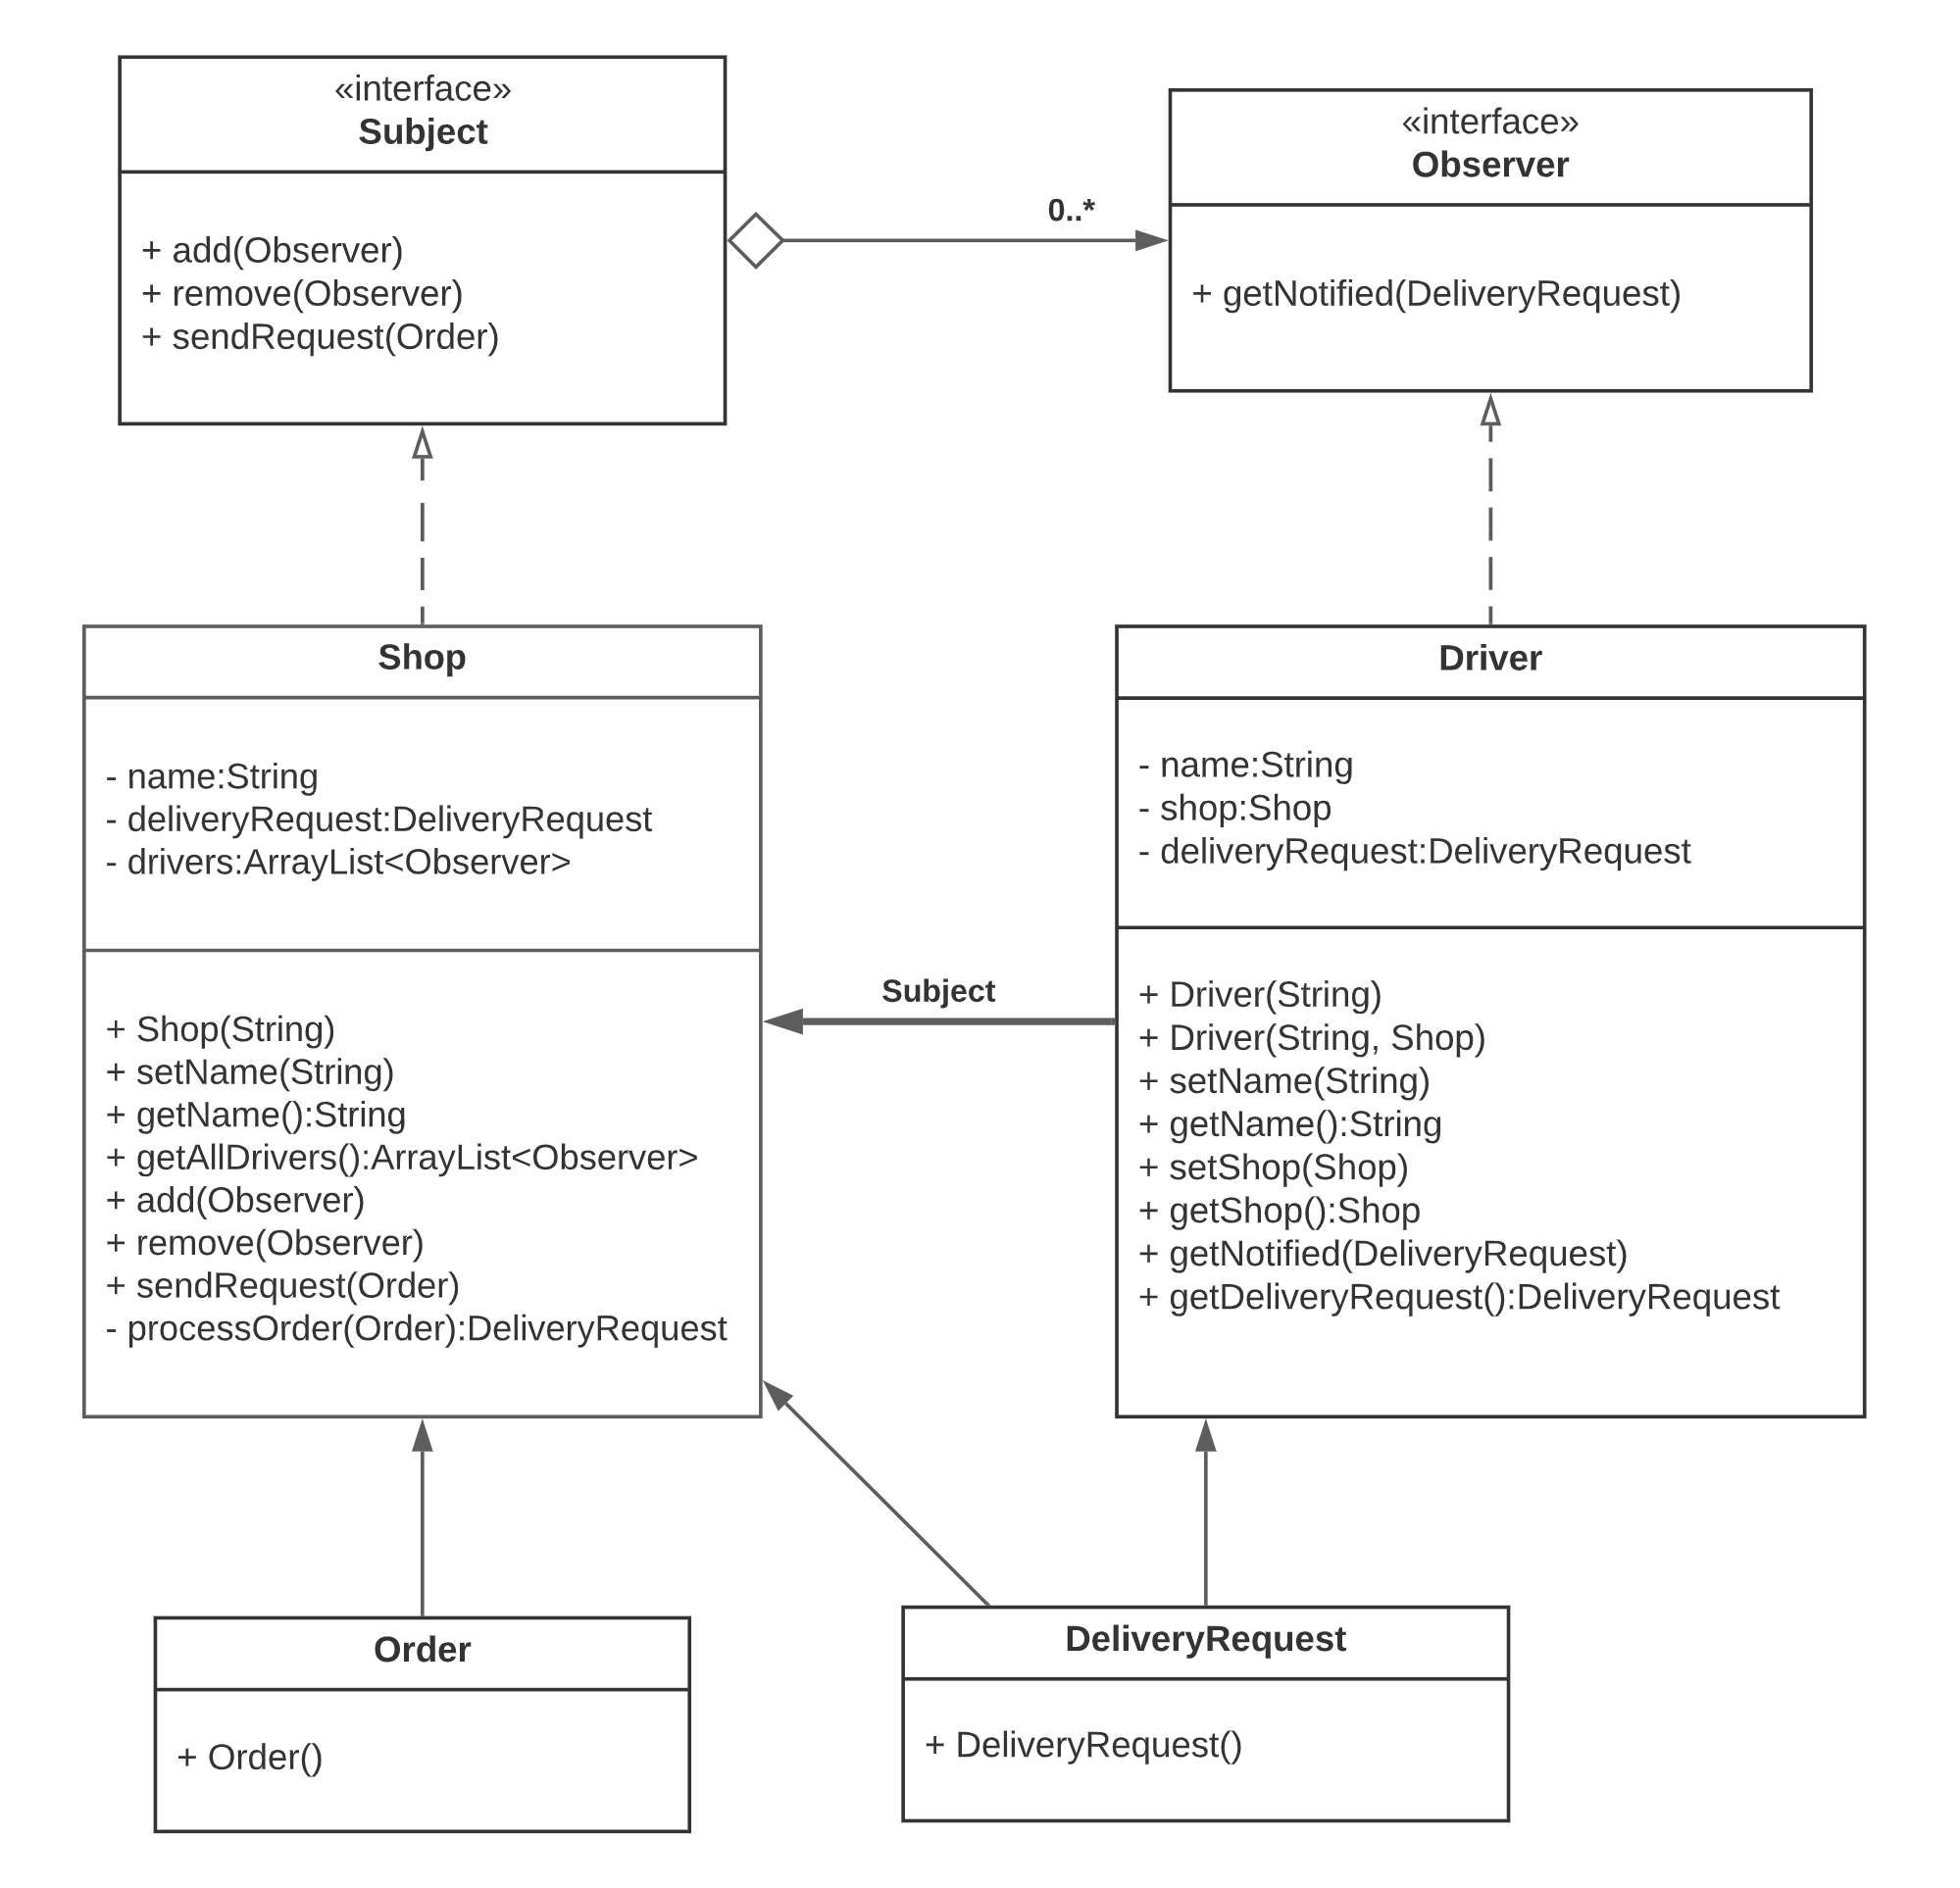 «interface»
Subject
+ add(Observer)
+ remove(Observer)
+ sendRequest(Order)
0..*
«interface»
Observer
+ getNotified(DeliveryRequest)
Shop
- name:String
- deliveryRequest:DeliveryRequest
- drivers:ArrayList<Observer>
+ Shop(String)
+ setName(String)
+ getName():String
+ getAllDrivers():ArrayList<Observer>
+ add(Observer)
+ remove(Observer)
+ sendRequest(Order)
- processOrder(Order):DeliveryRequest
Subject
Driver
- name:String
- shop:Shop
- deliveryRequest:DeliveryRequest
+ Driver(String)
+ Driver(String, Shop)
+ setName(String)
+ getName():String
+ setShop(Shop)
+ getShop():Shop
+ getNotified(DeliveryRequest)
+ getDeliveryRequest():DeliveryRequest
Order
+ Order()
DeliveryRequest
+ DeliveryRequest()